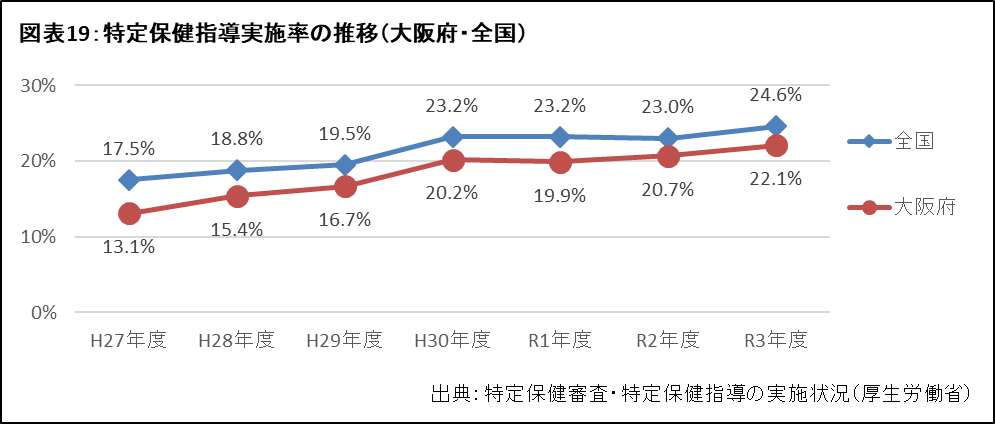 図表19：特定保健指導実施率の推移（大阪府・全国）
30%
20%
10%
0%
17.5%
18.8%
19.5%
23.2%
23.2%
23.0%
24.6%
13.1%
15.4%
16.7%
20.2%
19.9%
20.7%
22.1%
全国
大阪府
H27年度
H28年度
H29年度
H30年度
R1年度
R2年度
R3年度
出典：特定保健審査・特定保健指導の実施状況（厚生労働省）